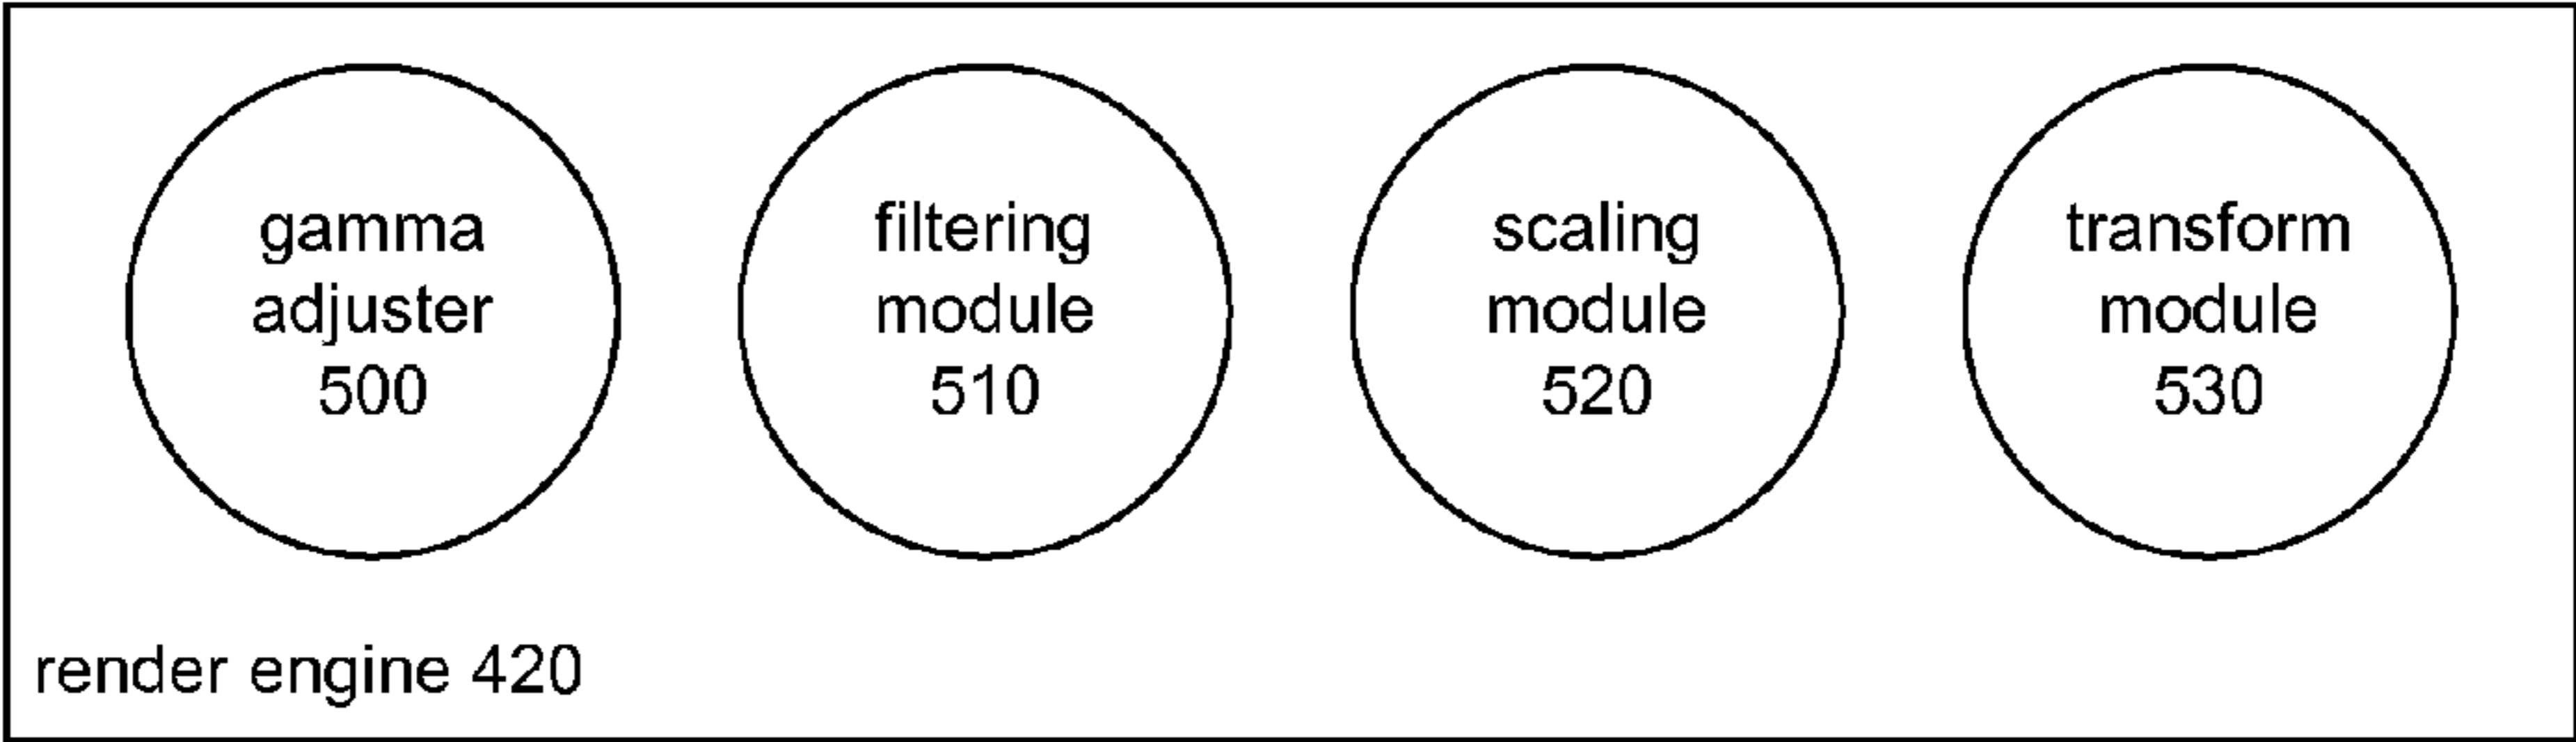 gamma
adjuster
500
filtering
module
510
scaling
module
520
transform
module
530
render engine 420